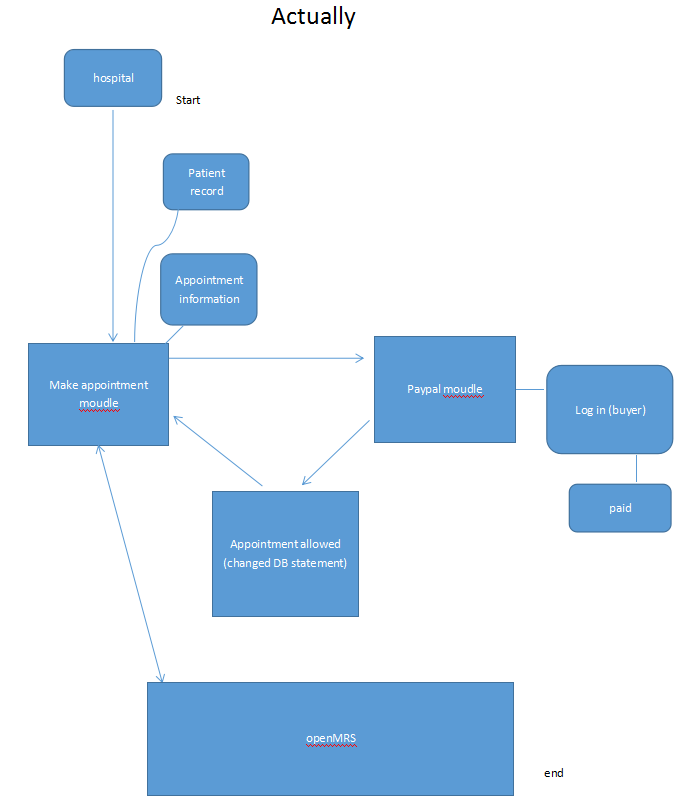 Actually
hospital
Start
Patient
record
Appointment
information
Make appointment
moudle
Paypal moudle
Log in (buyer)
paid
Appointment allowed
(changed DB statement)
openMRS
end